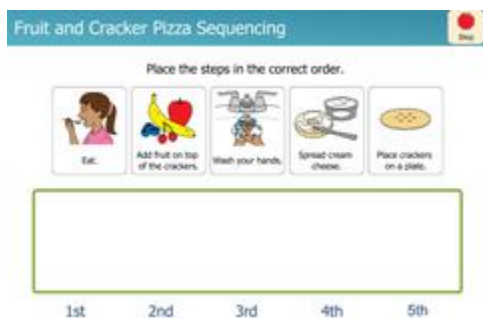 Fruit and Cracker Pizza Sequencing
Stop
Place the steps in the correct order.
Eat.
Add fruit on top
of the crackers.
Wash your hands.
Spread cream
cheese.
Place crackers
on a plate.
1st 2nd 3rd 4th 5th